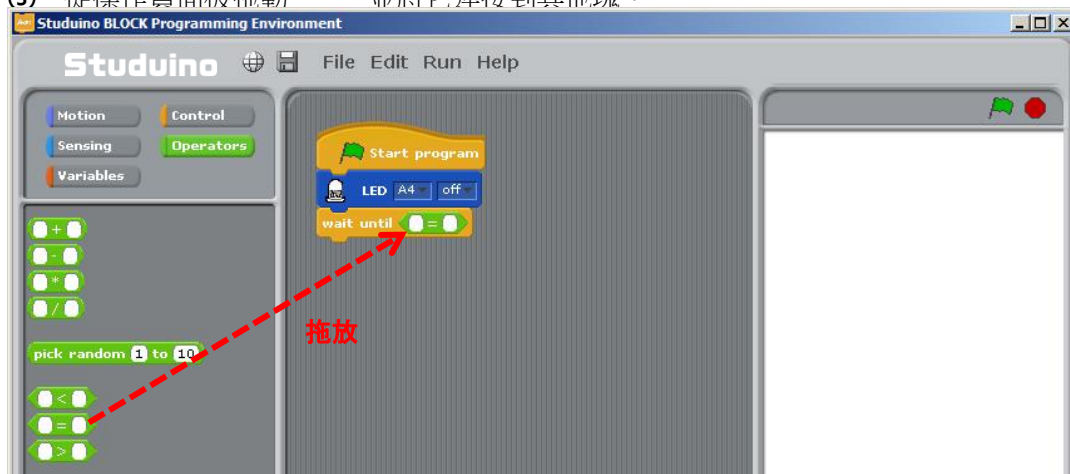 Studuino BLOCK Programming Environment
Studuino File Edit Run Help
Motion Control
Sensing Operators
Variables
+
-
*
/
pick random 1 to 10
<
=
>
Start program
LED A4 off
wait until =
拖放